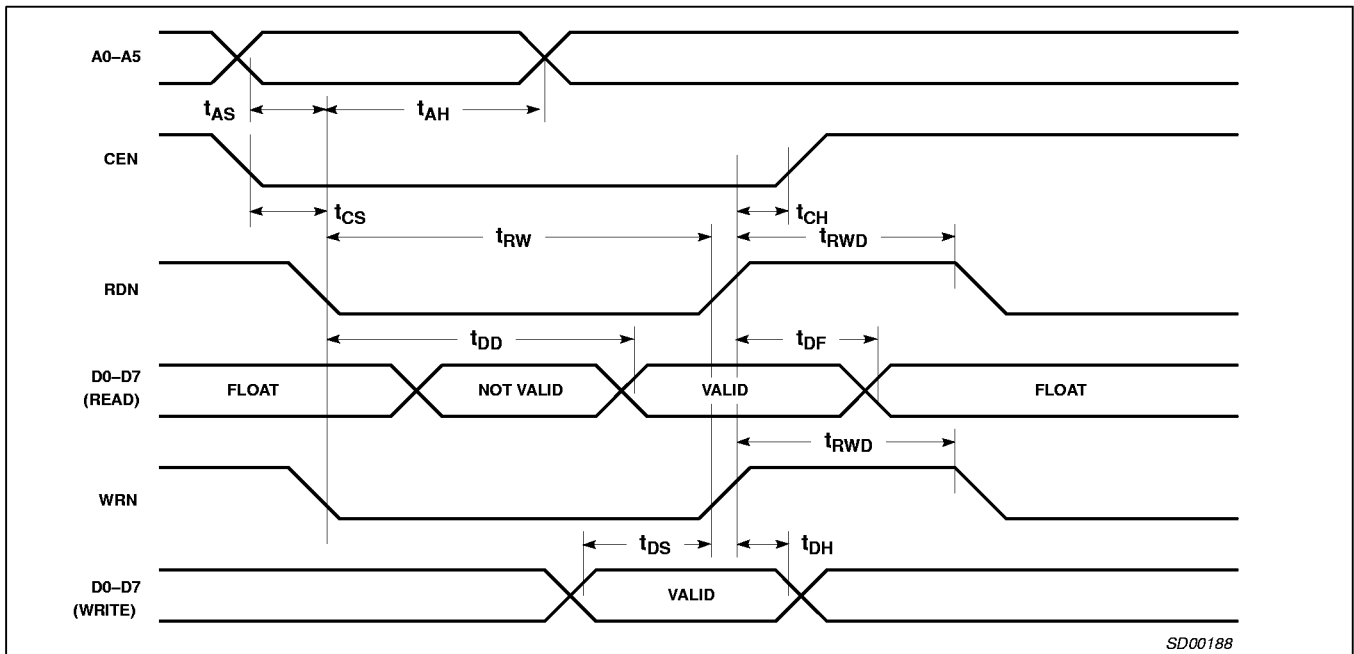 A0–A5
tAS
tAH
CEN
tCS
tCH
tRW
tRWD
RDN
tDD
tDF
D0–D7
(READ)
FLOAT
NOT VALID
VALID
FLOAT
tRWD
WRN
tDS
tDH
D0–D7
(WRITE)
VALID
SD00188